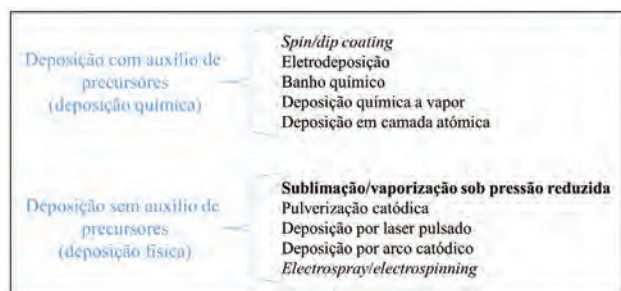 Deposição com auxílio de
precursores
(deposição química)
Spin/dip coating
Eletrodeposição
Banho químico
Deposição química a vapor
Deposição em camada atómica
Deposição sem auxílio de
precursores
(deposição física)
Sublimação/vaporização sob pressão reduzida
Pulverização catódica
Deposição por laser pulsado
Deposição por arco catódico
Electrospray/electrospinning